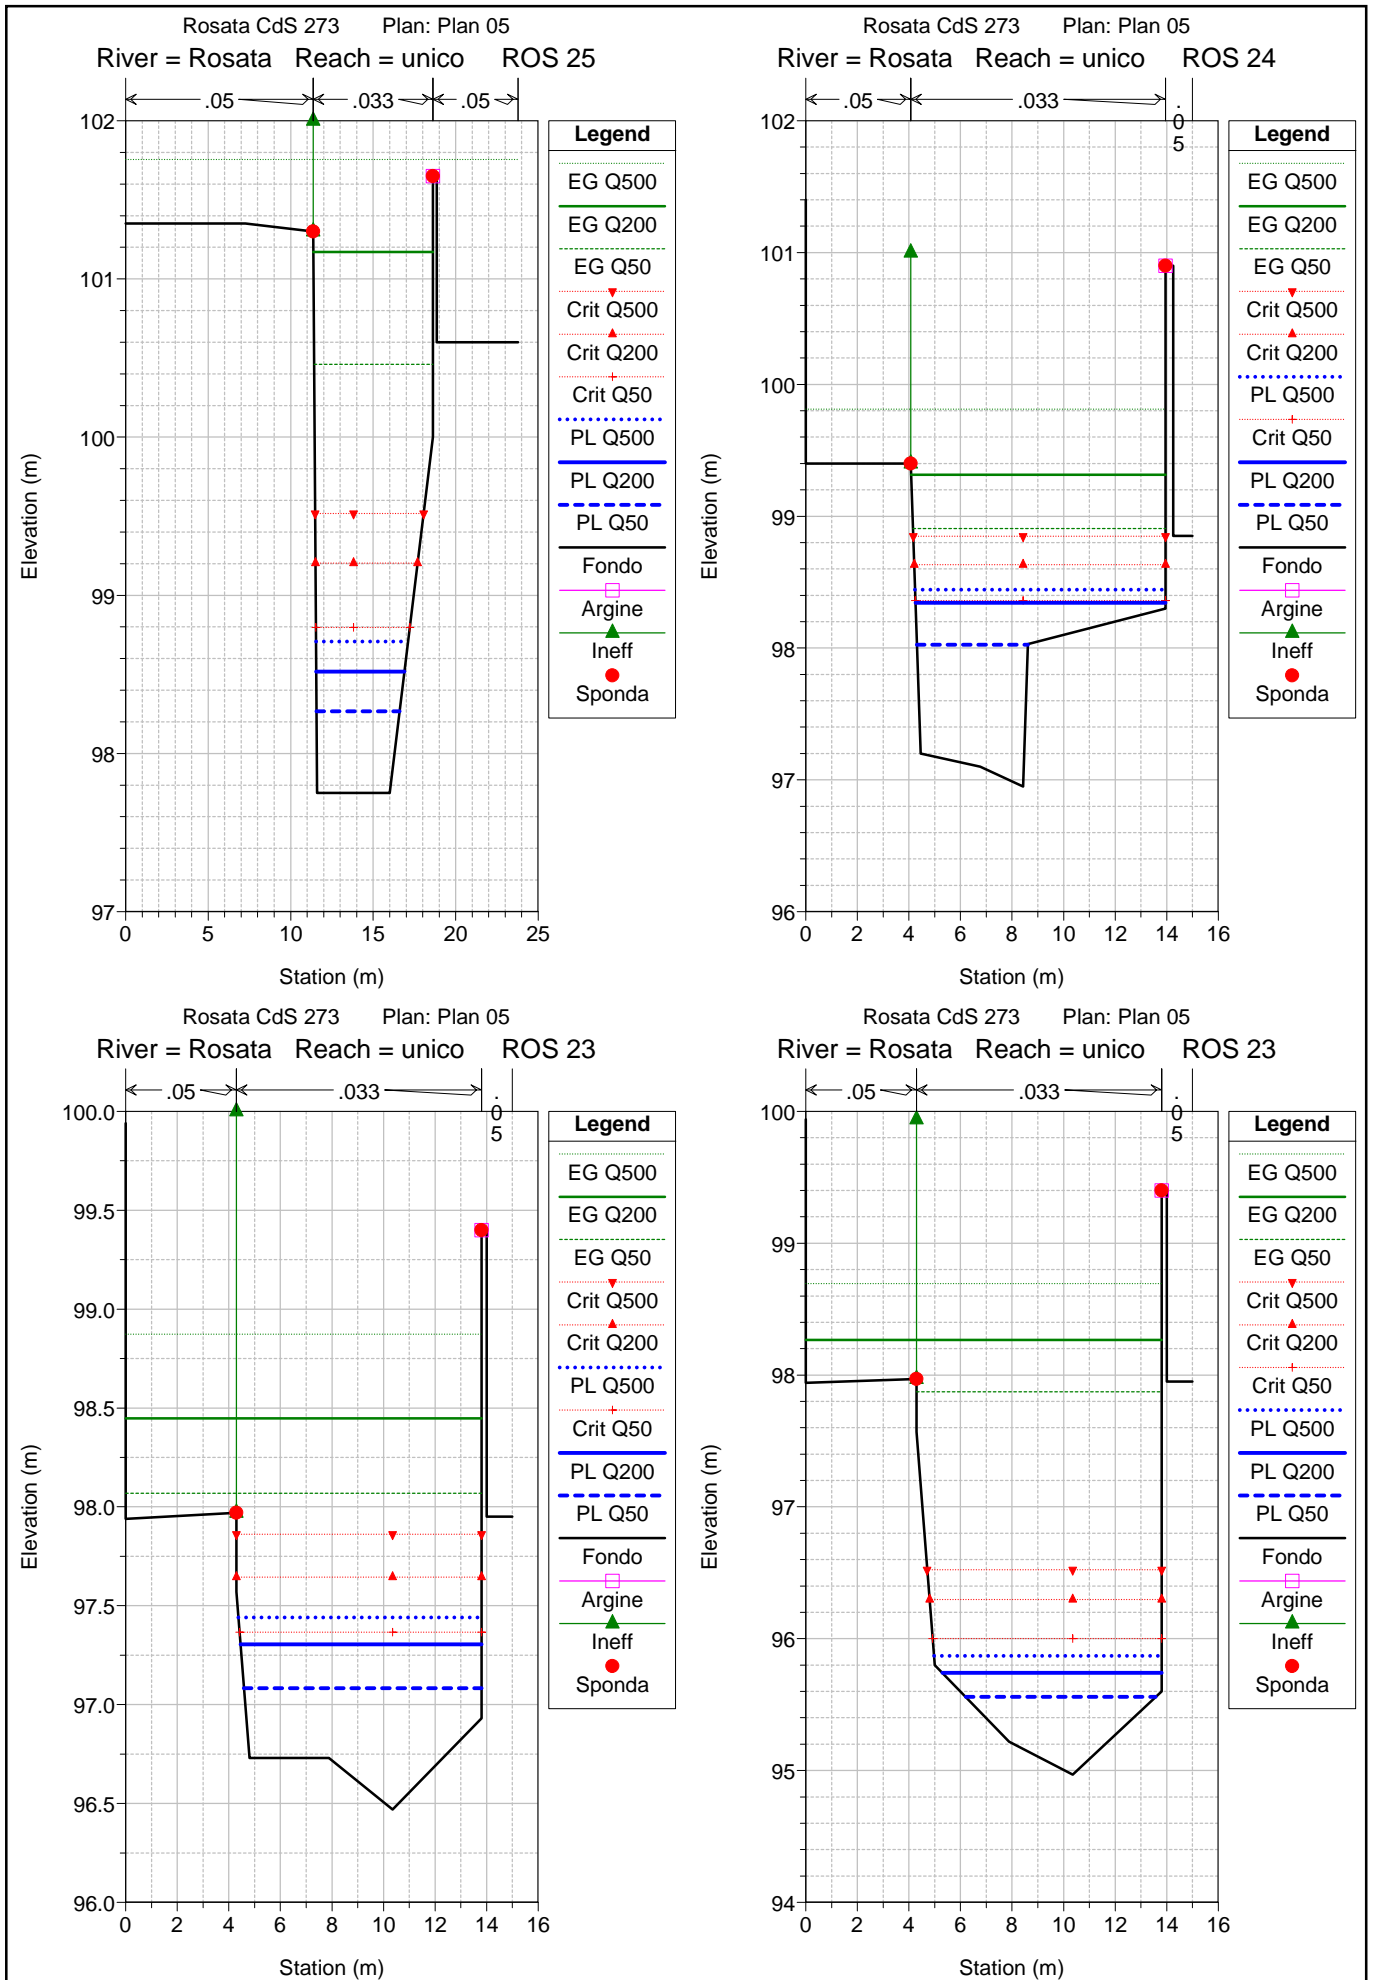 Rosata CdS 273 Plan: Plan 05
River = Rosata Reach = unico ROS 25
.05 .033 .05
Elevation (m)
102
101
100
99
98
97
0 5 10 15 20 25
Station (m)
Legend
EG Q500
EG Q200
EG Q50
Crit Q500
Crit Q200
Crit Q50
PL Q500
PL Q200
PL Q50
Fondo
Argine
Ineff
Sponda
Rosata CdS 273 Plan: Plan 05
River = Rosata Reach = unico ROS 24
.05 .033 .05
Elevation (m)
102
101
100
99
98
97
96
0 2 4 6 8 10 12 14 16
Station (m)
Legend
EG Q500
EG Q200
EG Q50
Crit Q500
Crit Q200
PL Q500
Crit Q50
PL Q200
PL Q50
Fondo
Argine
Ineff
Sponda
Rosata CdS 273 Plan: Plan 05
River = Rosata Reach = unico ROS 23
.05 .033 .05
Elevation (m)
100.0
99.5
99.0
98.5
98.0
97.5
97.0
96.5
96.0
0 2 4 6 8 10 12 14 16
Station (m)
Legend
EG Q500
EG Q200
EG Q50
Crit Q500
Crit Q200
PL Q500
Crit Q50
PL Q200
PL Q50
Fondo
Argine
Ineff
Sponda
Rosata CdS 273 Plan: Plan 05
River = Rosata Reach = unico ROS 23
.05 .033 .05
Elevation (m)
100
99
98
97
96
95
94
0 2 4 6 8 10 12 14 16
Station (m)
Legend
EG Q500
EG Q200
EG Q50
Crit Q500
Crit Q200
Crit Q50
PL Q500
PL Q200
PL Q50
Fondo
Argine
Ineff
Sponda